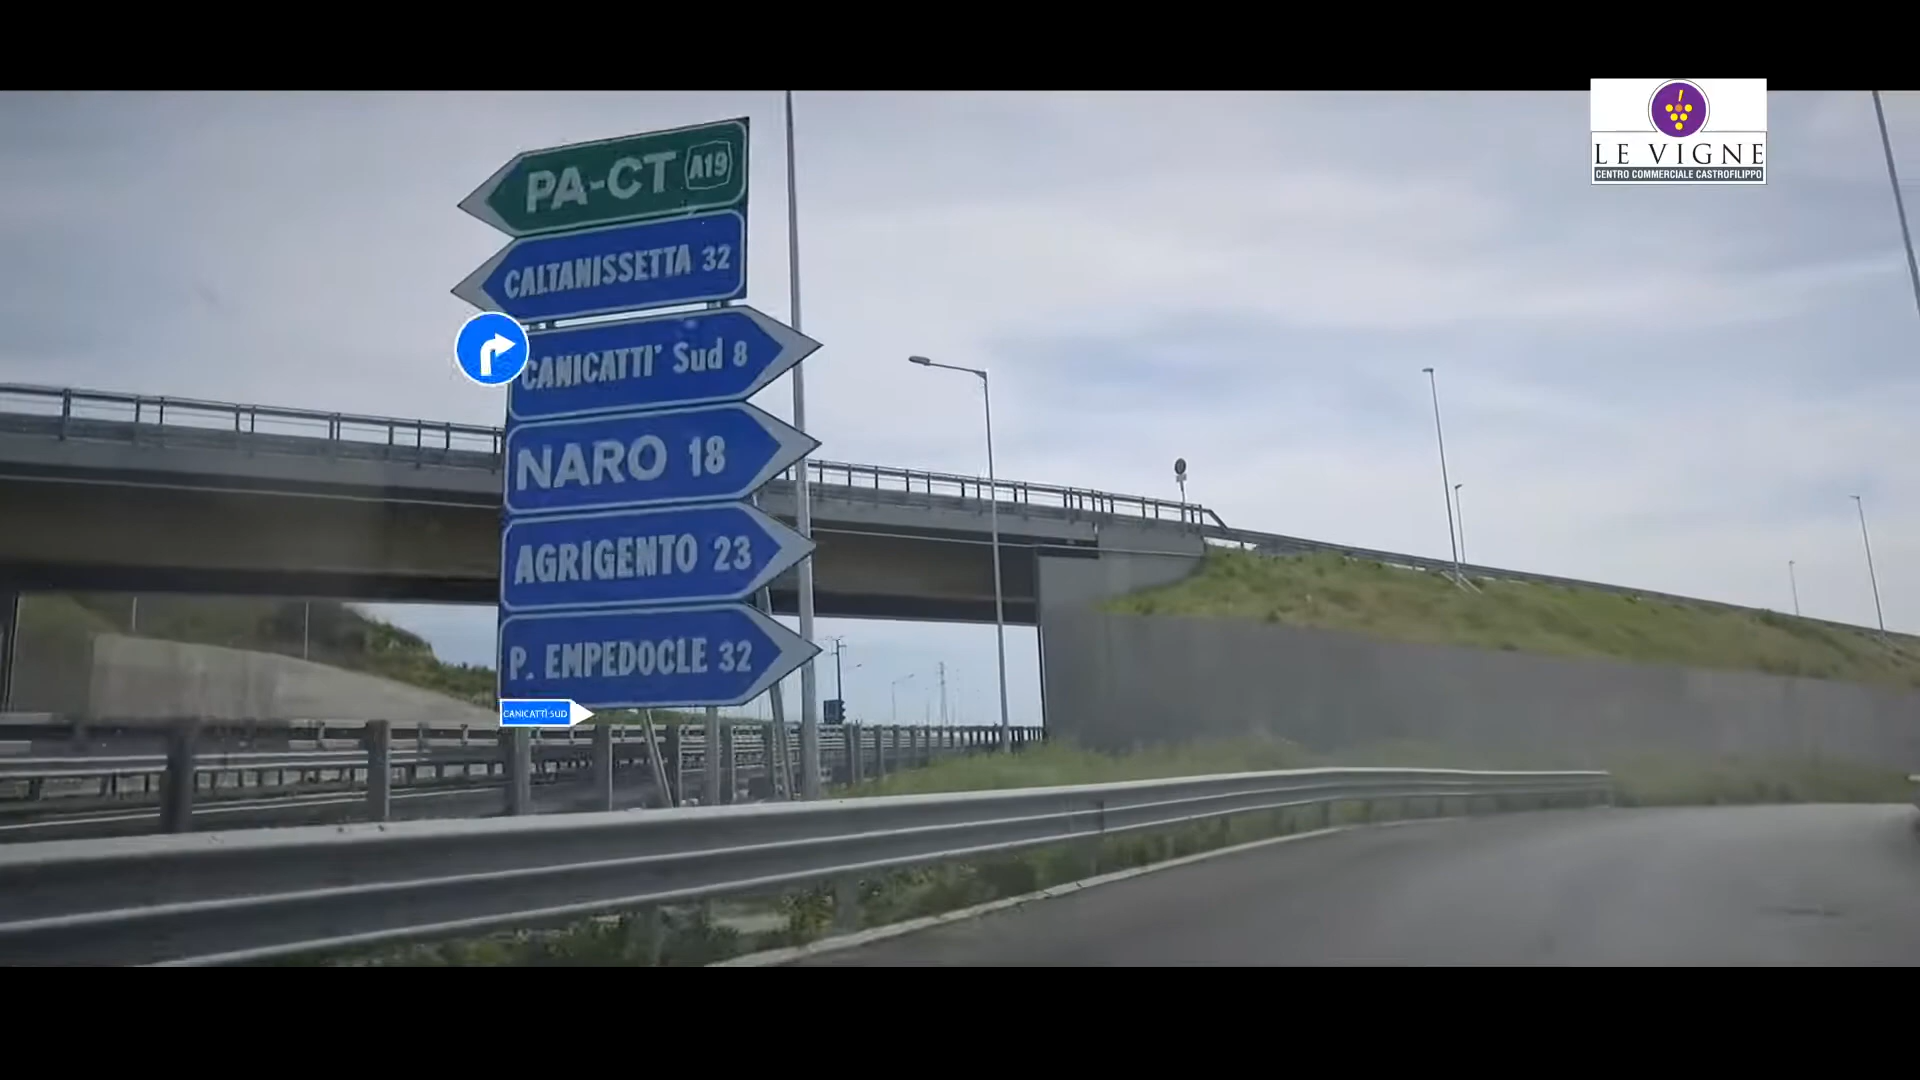 PA-CT A19
CALTANISSETTA 32
CANICATTI' Sud 8
NARO 18
AGRIGENTO 23
P. EMPEDOCLE 32
CANICATTÌ SUD
LE VIGNE
CENTRO COMMERCIALE CASTROFILIPPO